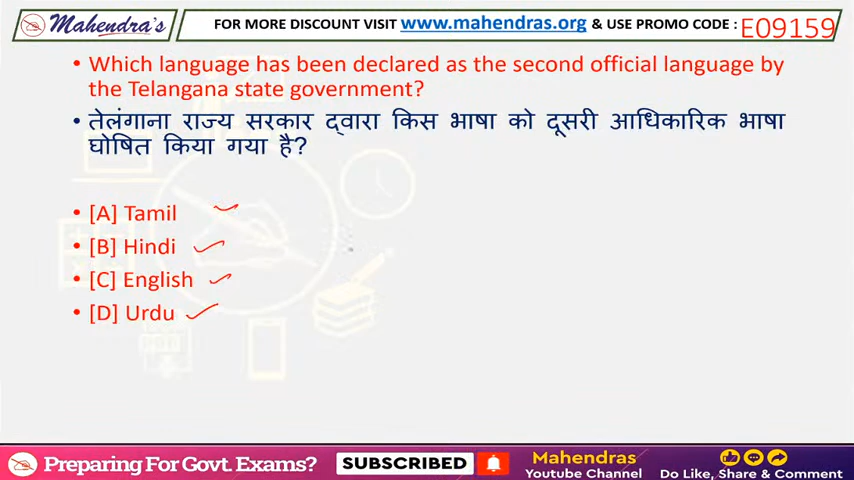 Mahendra's
FOR MORE DISCOUNT VISIT www.mahendras.org & USE PROMO CODE : E09159
• Which language has been declared as the second official language by
the Telangana state government?
• तेलंगाना राज्य सरकार द्वारा किस भाषा को दूसरी आधिकारिक भाषा
घोषित किया गया है?
• [A] Tamil
• [B] Hindi
• [C] English
• [D] Urdu
Preparing For Govt. Exams?
SUBSCRIBED
Mahendras
Youtube Channel
Do Like, Share & Comment